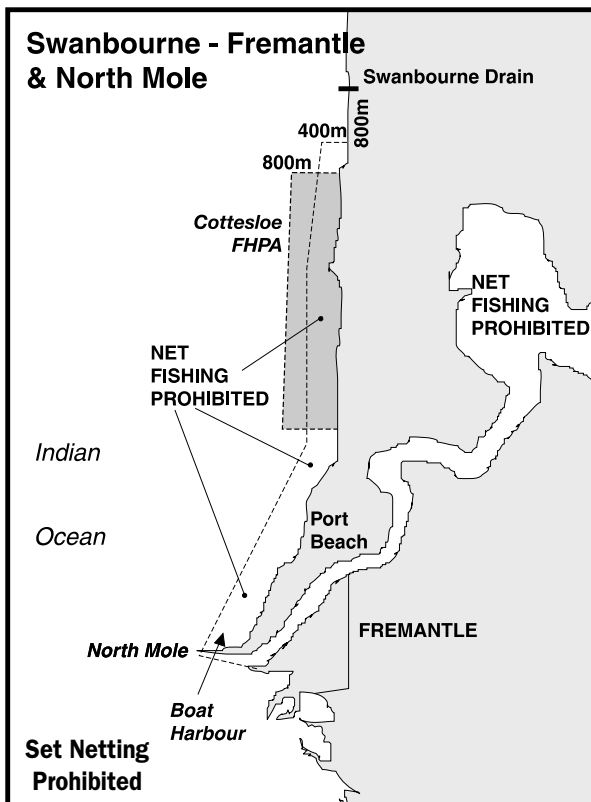 Swanbourne - Fremantle
& North Mole
Swanbourne Drain
400m
800m
800m
Cottesloe
FHPA
NET
FISHING
PROHIBITED
NET
FISHING
PROHIBITED
Indian
Ocean
Port
Beach
FREMANTLE
North Mole
Boat
Harbour
Set Netting
Prohibited